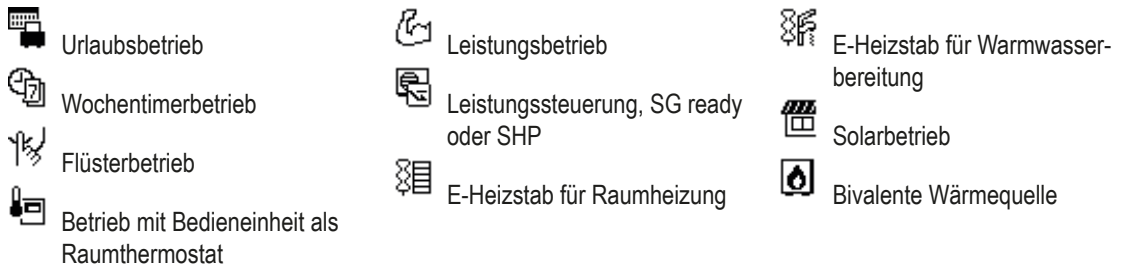 Urlaubsbetrieb
Wochentimerbetrieb
Flüsterbetrieb
Betrieb mit Bedieneinheit als
Raumthermostat
Leistungsbetrieb
Leistungssteuerung, SG ready
oder SHP
E-Heizstab für Raumheizung
E-Heizstab für Warmwasser-
bereitung
Solarbetrieb
Bivalente Wärmequelle